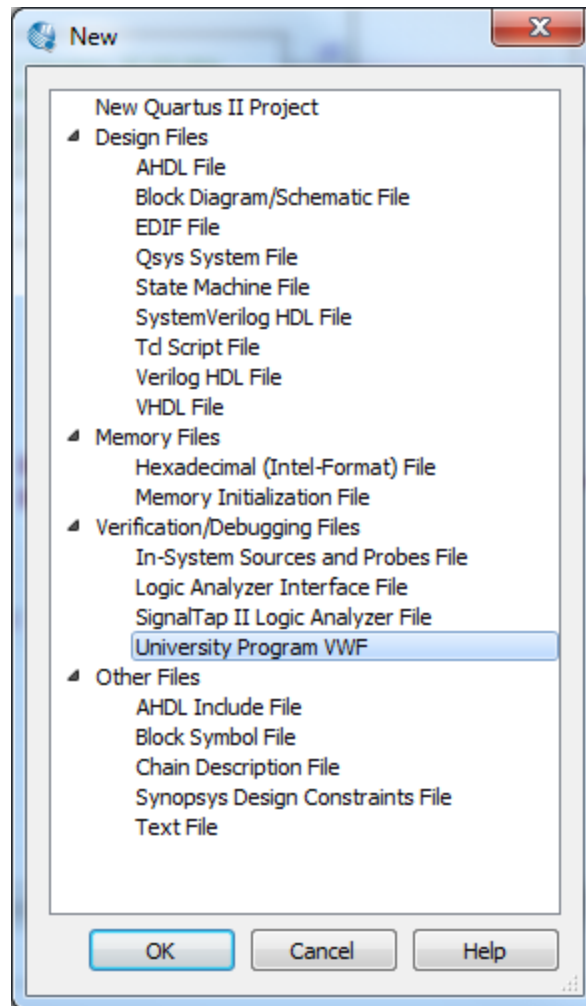 New
X
New Quartus II Project
Design Files
AHDL File
Block Diagram/Schematic File
EDIF File
Qsys System File
State Machine File
SystemVerilog HDL File
Tcl Script File
Verilog HDL File
VHDL File
Memory Files
Hexadecimal (Intel-Format) File
Memory Initialization File
Verification/Debugging Files
In-System Sources and Probes File
Logic Analyzer Interface File
SignalTap II Logic Analyzer File
University Program VWF
Other Files
AHDL Include File
Block Symbol File
Chain Description File
Synopsys Design Constraints File
Text File
OK Cancel Help